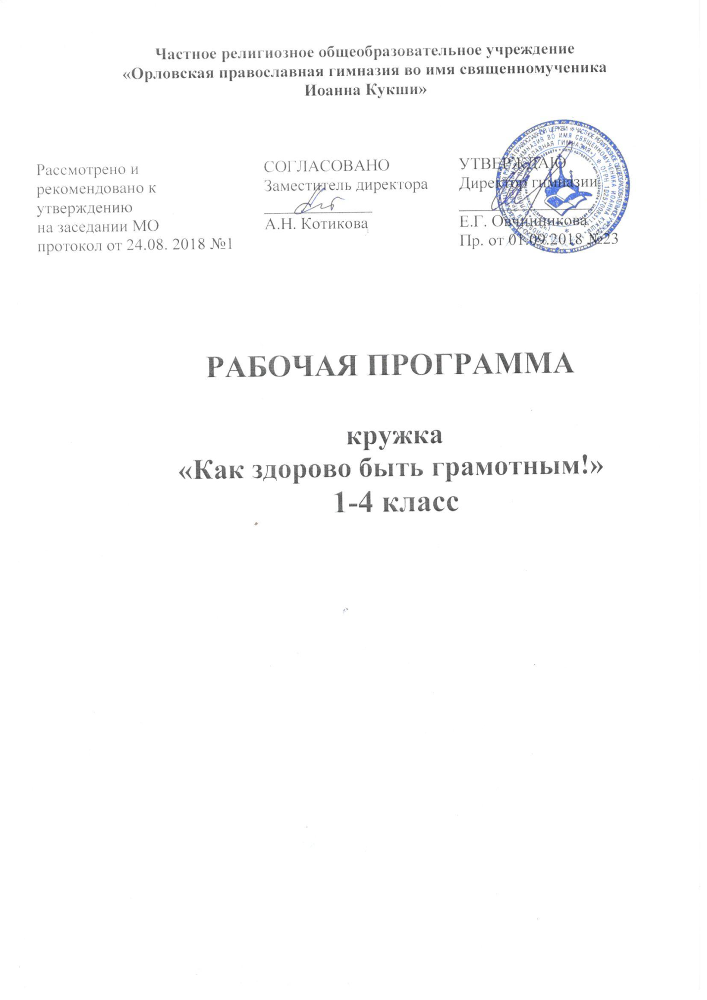 Частное религиозное общеобразовательное учреждение
«Орловская православная гимназия во имя священномученика
Иоанна Кукши»
Рассмотрено и
рекомендовано к
утверждению
на заседании МО
протокол от 24.08. 2018 №1
СОГЛАСОВАНО
Заместитель директора
А.Н. Котикова
УТВЕРЖДАЮ
Директор гимназии
Е.Г. Овчинникова
Пр. от 01.09.2018 №23
РАБОЧАЯ ПРОГРАММА
кружка
«Как здорово быть грамотным!»
1-4 класс